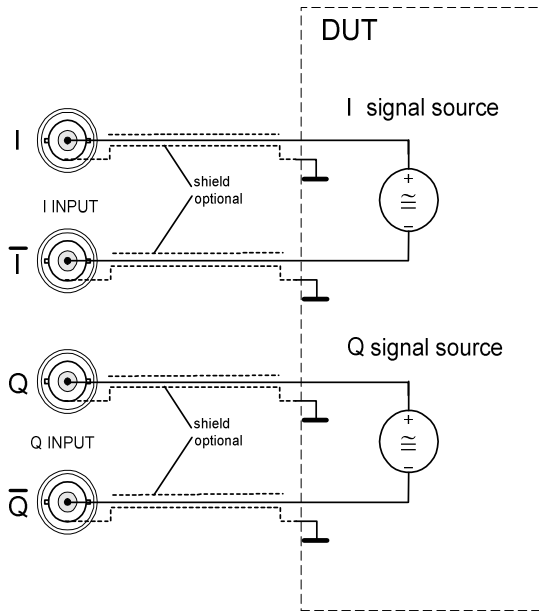 DUT
I signal source
I
shield
optional
+
≅
−
I INPUT
I̅
Q signal source
Q
shield
optional
+
≅
−
Q INPUT
Q̅